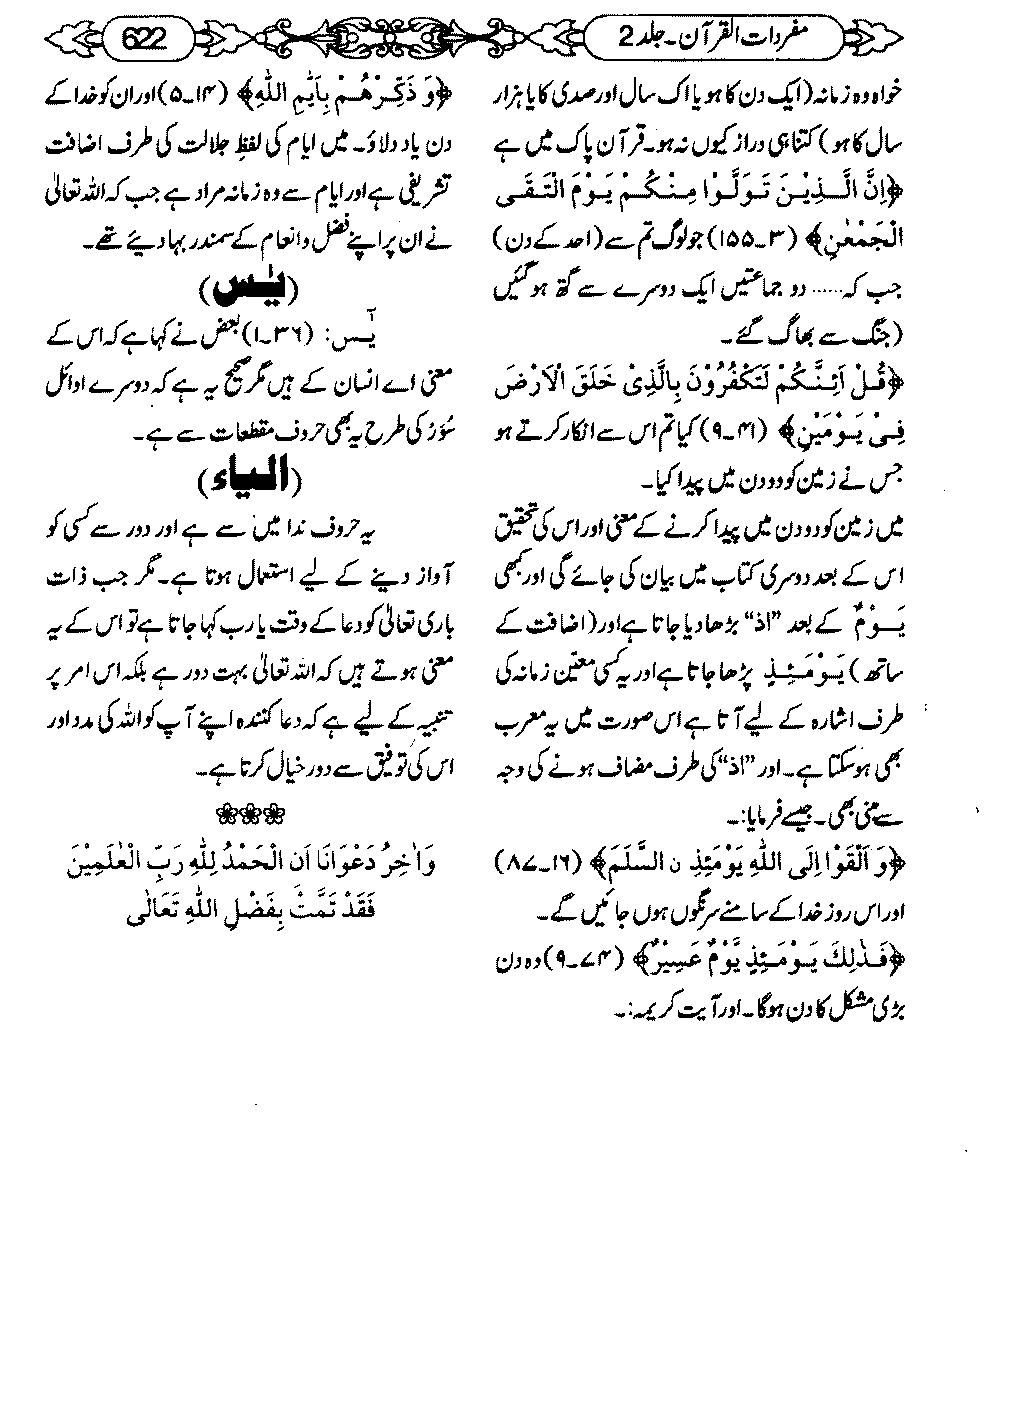 مفردات القرآن۔ جلد 2
622
خواہ وہ زمانہ (ایک دن کا ہو یا اک سال اور صدی کا یا ہزار
سال کا ہو) کتنا ہی دراز کیوں نہ ہو۔ قرآن پاک میں ہے
﴿اِنَّ الَّذِیْنَ تَوَلَّوْا مِنْکُمْ یَوْمَ الْتَقَی
الْجَمْعٰنِ﴾ (۳۔۱۵۵) جو لوگ تم سے (احد کے دن)
جب کہ...... دو جماعتیں ایک دوسرے سے گتھ ہو گئیں
(جنگ سے بھاگ گئے۔
﴿قُلْ اَئِنَّکُمْ لَتَکْفُرُوْنَ بِالَّذِیْ خَلَقَ الْاَرْضَ
فِیْ یَوْمَیْنِ﴾ (۴۱۔۹) کیا تم اس سے انکار کرتے ہو
جس نے زمین کو دو دن میں پیدا کیا۔
میں زمین کو دو دن میں پیدا کرنے کے معنی اور اس کی تحقیق
اس کے بعد دوسری کتاب میں بیان کی جائے گی اور کبھی
یَوْمٌ کے بعد ”اذ“ بڑھا دیا جاتا ہے اور (اضافت کے
ساتھ) یَوْمَئِذٍ پڑھا جاتا ہے اور یہ کسی معین زمانہ کی
طرف اشارہ کے لیے آتا ہے اس صورت میں یہ معرب
بھی ہو سکتا ہے۔ اور ”اذ“ کی طرف مضاف ہونے کی وجہ
سے مبنی بھی۔ جیسے فرمایا:۔
﴿وَ اَلْقَوْا اِلَی اللّٰہِ یَوْمَئِذِ نِ السَّلَمَ﴾ (۱۶۔۸۷)
اور اس روز خدا کے سامنے سرنگوں ہوں جائیں گے۔
﴿فَذٰلِکَ یَوْمَئِذٍ یَّوْمٌ عَسِیْرٌ﴾ (۷۴۔۹) وہ دن
بڑی مشکل کا دن ہوگا۔ اور آیت کریمہ:۔
﴿وَ ذَکِّرْھُمْ بِاَیّٰمِ اللّٰہِ﴾ (۱۴۔۵) اور ان کو خدا کے
دن یاد دلاؤ۔ میں ایام کی لفظِ جلالت کی طرف اضافت
تشریفی ہے اور ایام سے وہ زمانہ مراد ہے جب کہ اللہ تعالیٰ
نے ان پر اپنے فضل و انعام کے سمندر بہا دیئے تھے۔
(یٰس)
یٰٓس: (۳۶۔۱) بعض نے کہا ہے کہ اس کے
معنی اے انسان کے ہیں مگر صحیح یہ ہے کہ دوسرے اوائل
سُوَر کی طرح یہ بھی حروف مقطعات سے ہے۔
(الیاء)
یہ حروف ندا میں سے ہے اور دور سے کسی کو
آواز دینے کے لیے استعمال ہوتا ہے۔ مگر جب ذات
باری تعالیٰ کو دعا کے وقت یا رب کہا جاتا ہے تو اس کے یہ
معنی ہوتے ہیں کہ اللہ تعالیٰ بہت دور ہے بلکہ اس امر پر
تنبیہ کے لیے ہے کہ دعا کنندہ اپنے آپ کو اللہ کی مدد اور
اس کی توفیق سے دور خیال کرتا ہے۔
❀❀❀
وَاٰخِرُ دَعْوَانَا اَنِ الْحَمْدُ لِلّٰہِ رَبِّ الْعٰلَمِیْنَ
فَقَدْ تَمَّتْ بِفَضْلِ اللّٰہِ تَعَالٰی